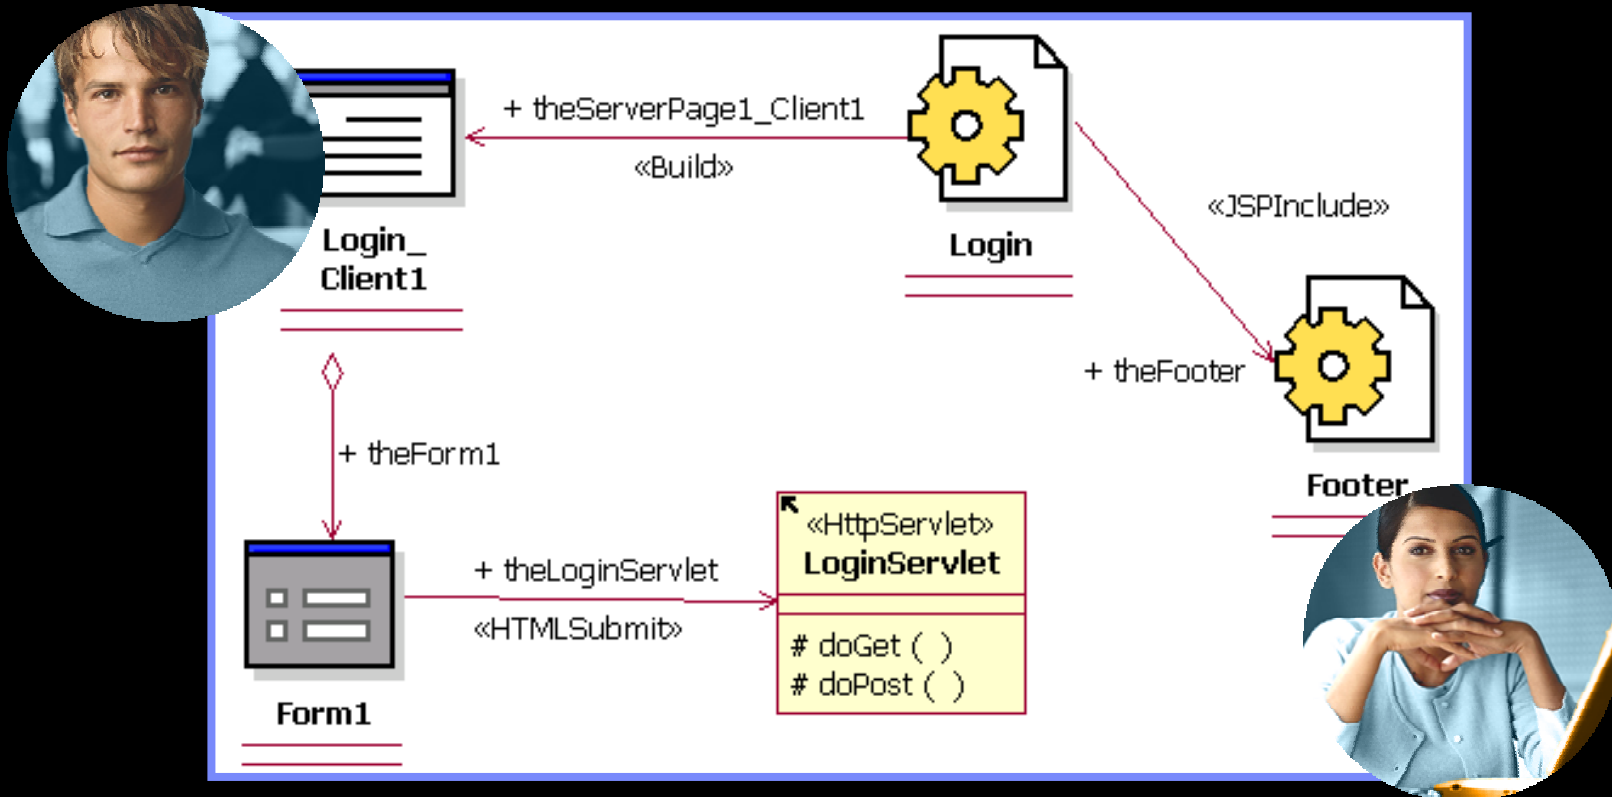 + theServerPage1_Client1
«Build»
Login_
Client1
Login
«JSPInclude»
+ theFooter
Footer
+ theForm1
«HttpServlet»
LoginServlet
+ theLoginServlet
«HTMLSubmit»
# doGet ( )
# doPost ( )
Form1